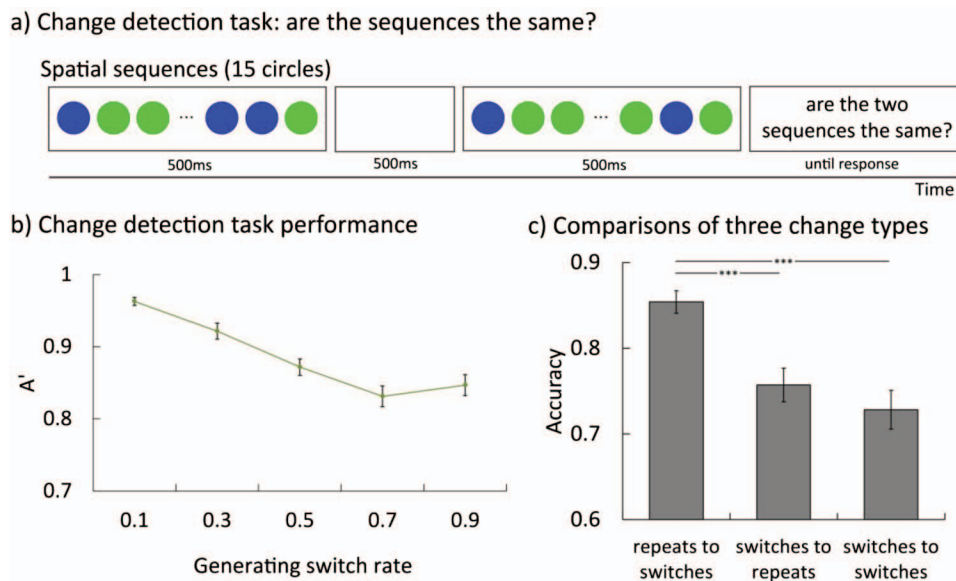 a) Change detection task: are the sequences the same?
Spatial sequences (15 circles)
... ...
are the two
sequences the same?
500ms 500ms 500ms until response
Time
b) Change detection task performance
1
0.9
0.8
0.7
A'
0.1 0.3 0.5 0.7 0.9
Generating switch rate
c) Comparisons of three change types
0.9
0.8
0.7
0.6
Accuracy
***
***
repeats to switches to switches to
switches repeats switches